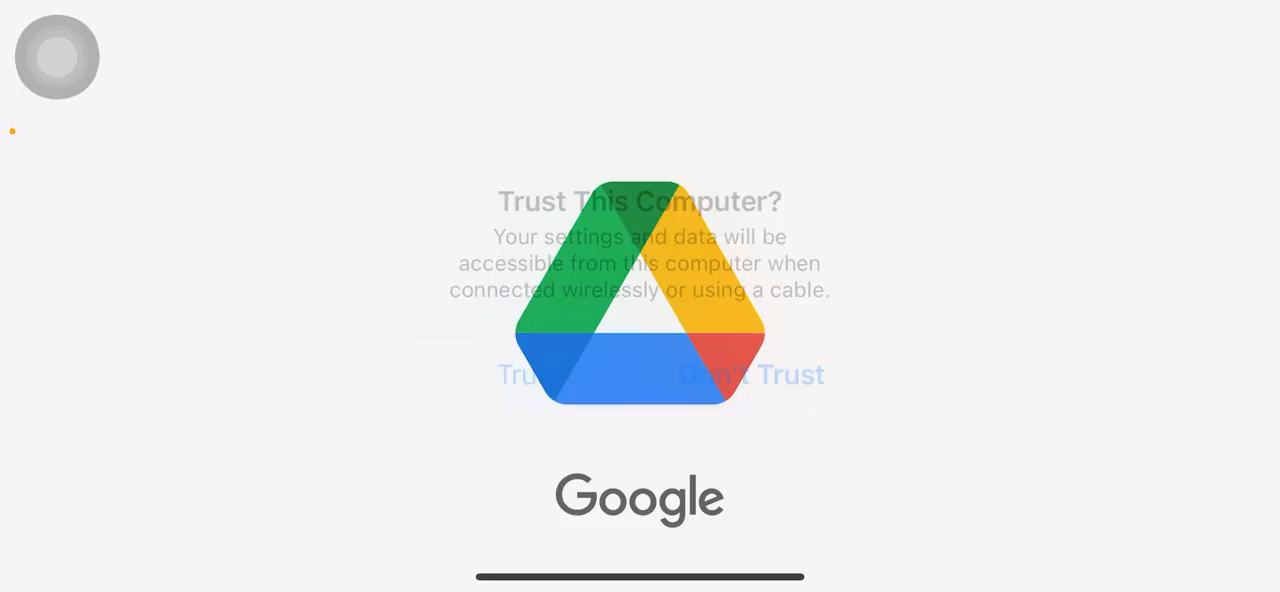 Trust This Computer?
Your settings and data will be
accessible from this computer when
connected wirelessly or using a cable.
Don't Trust
Google